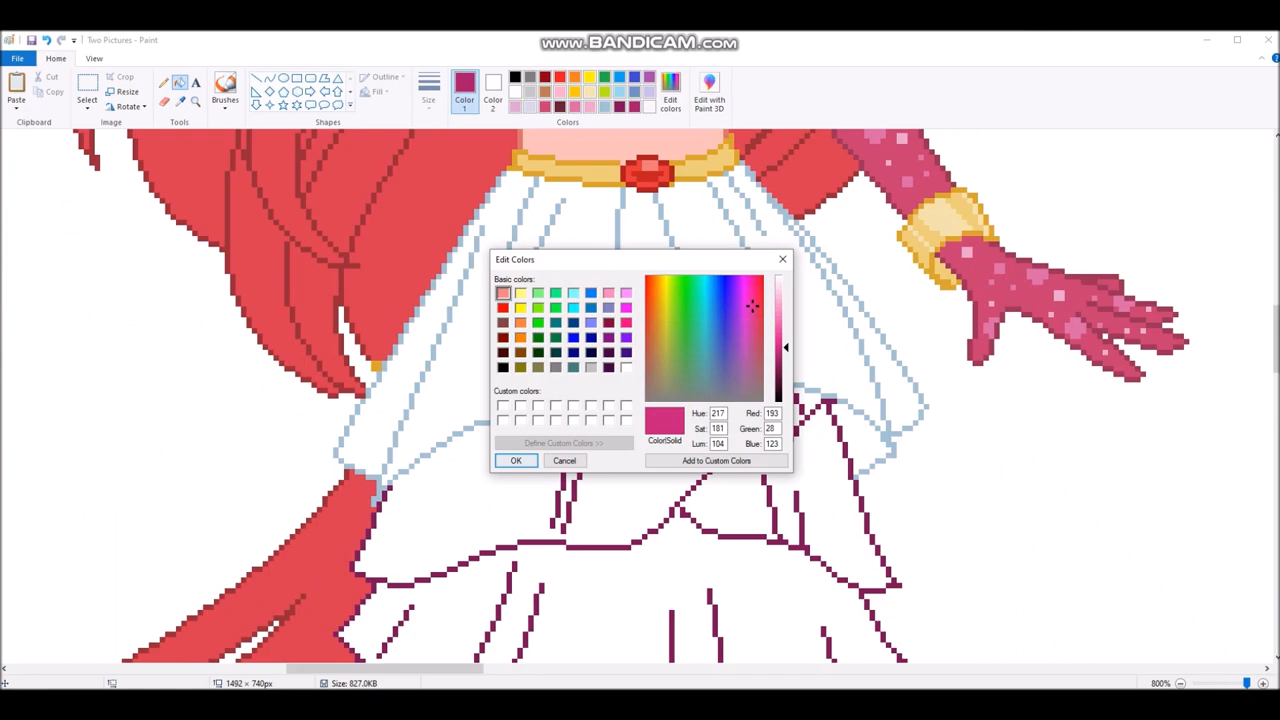 www.BANDICAM.com
Two Pictures - Paint
File Home View
Paste
Cut
Copy
Clipboard
Select
Crop
Resize
Rotate
Image
A
Tools
Brushes
Outline
Fill
Shapes
Size
Color
1
Color
2
Edit
colors
Colors
Edit with
Paint 3D
Edit Colors
Basic colors:
Custom colors:
Define Custom Colors >>
OK Cancel
Color|Solid
Hue: 217 Red: 193
Sat: 181 Green: 28
Lum: 104 Blue: 123
Add to Custom Colors
1492 × 740px Size: 827.0KB 800%